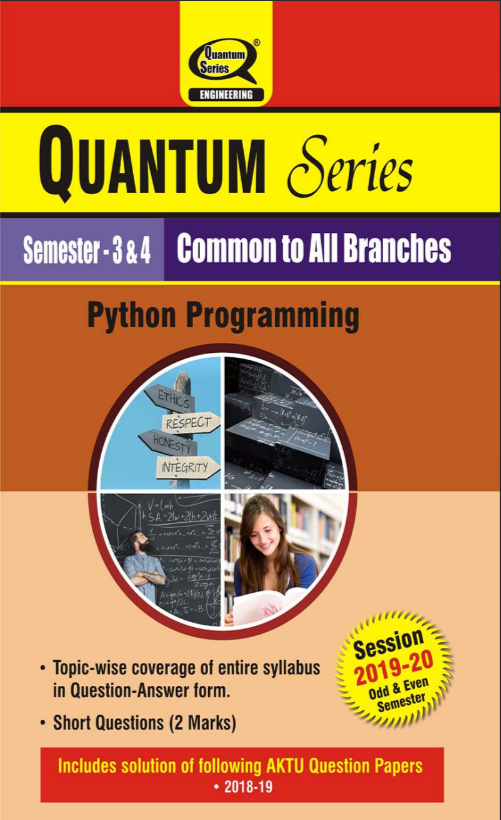 Quantum
Series
®
ENGINEERING
QUANTUM Series
Semester - 3 & 4 Common to All Branches
Python Programming
ETHICS
RESPECT
HONESTY
INTEGRITY
• Topic-wise coverage of entire syllabus
in Question-Answer form.
• Short Questions (2 Marks)
Session
2019-20
Odd & Even
Semester
Includes solution of following AKTU Question Papers
• 2018-19